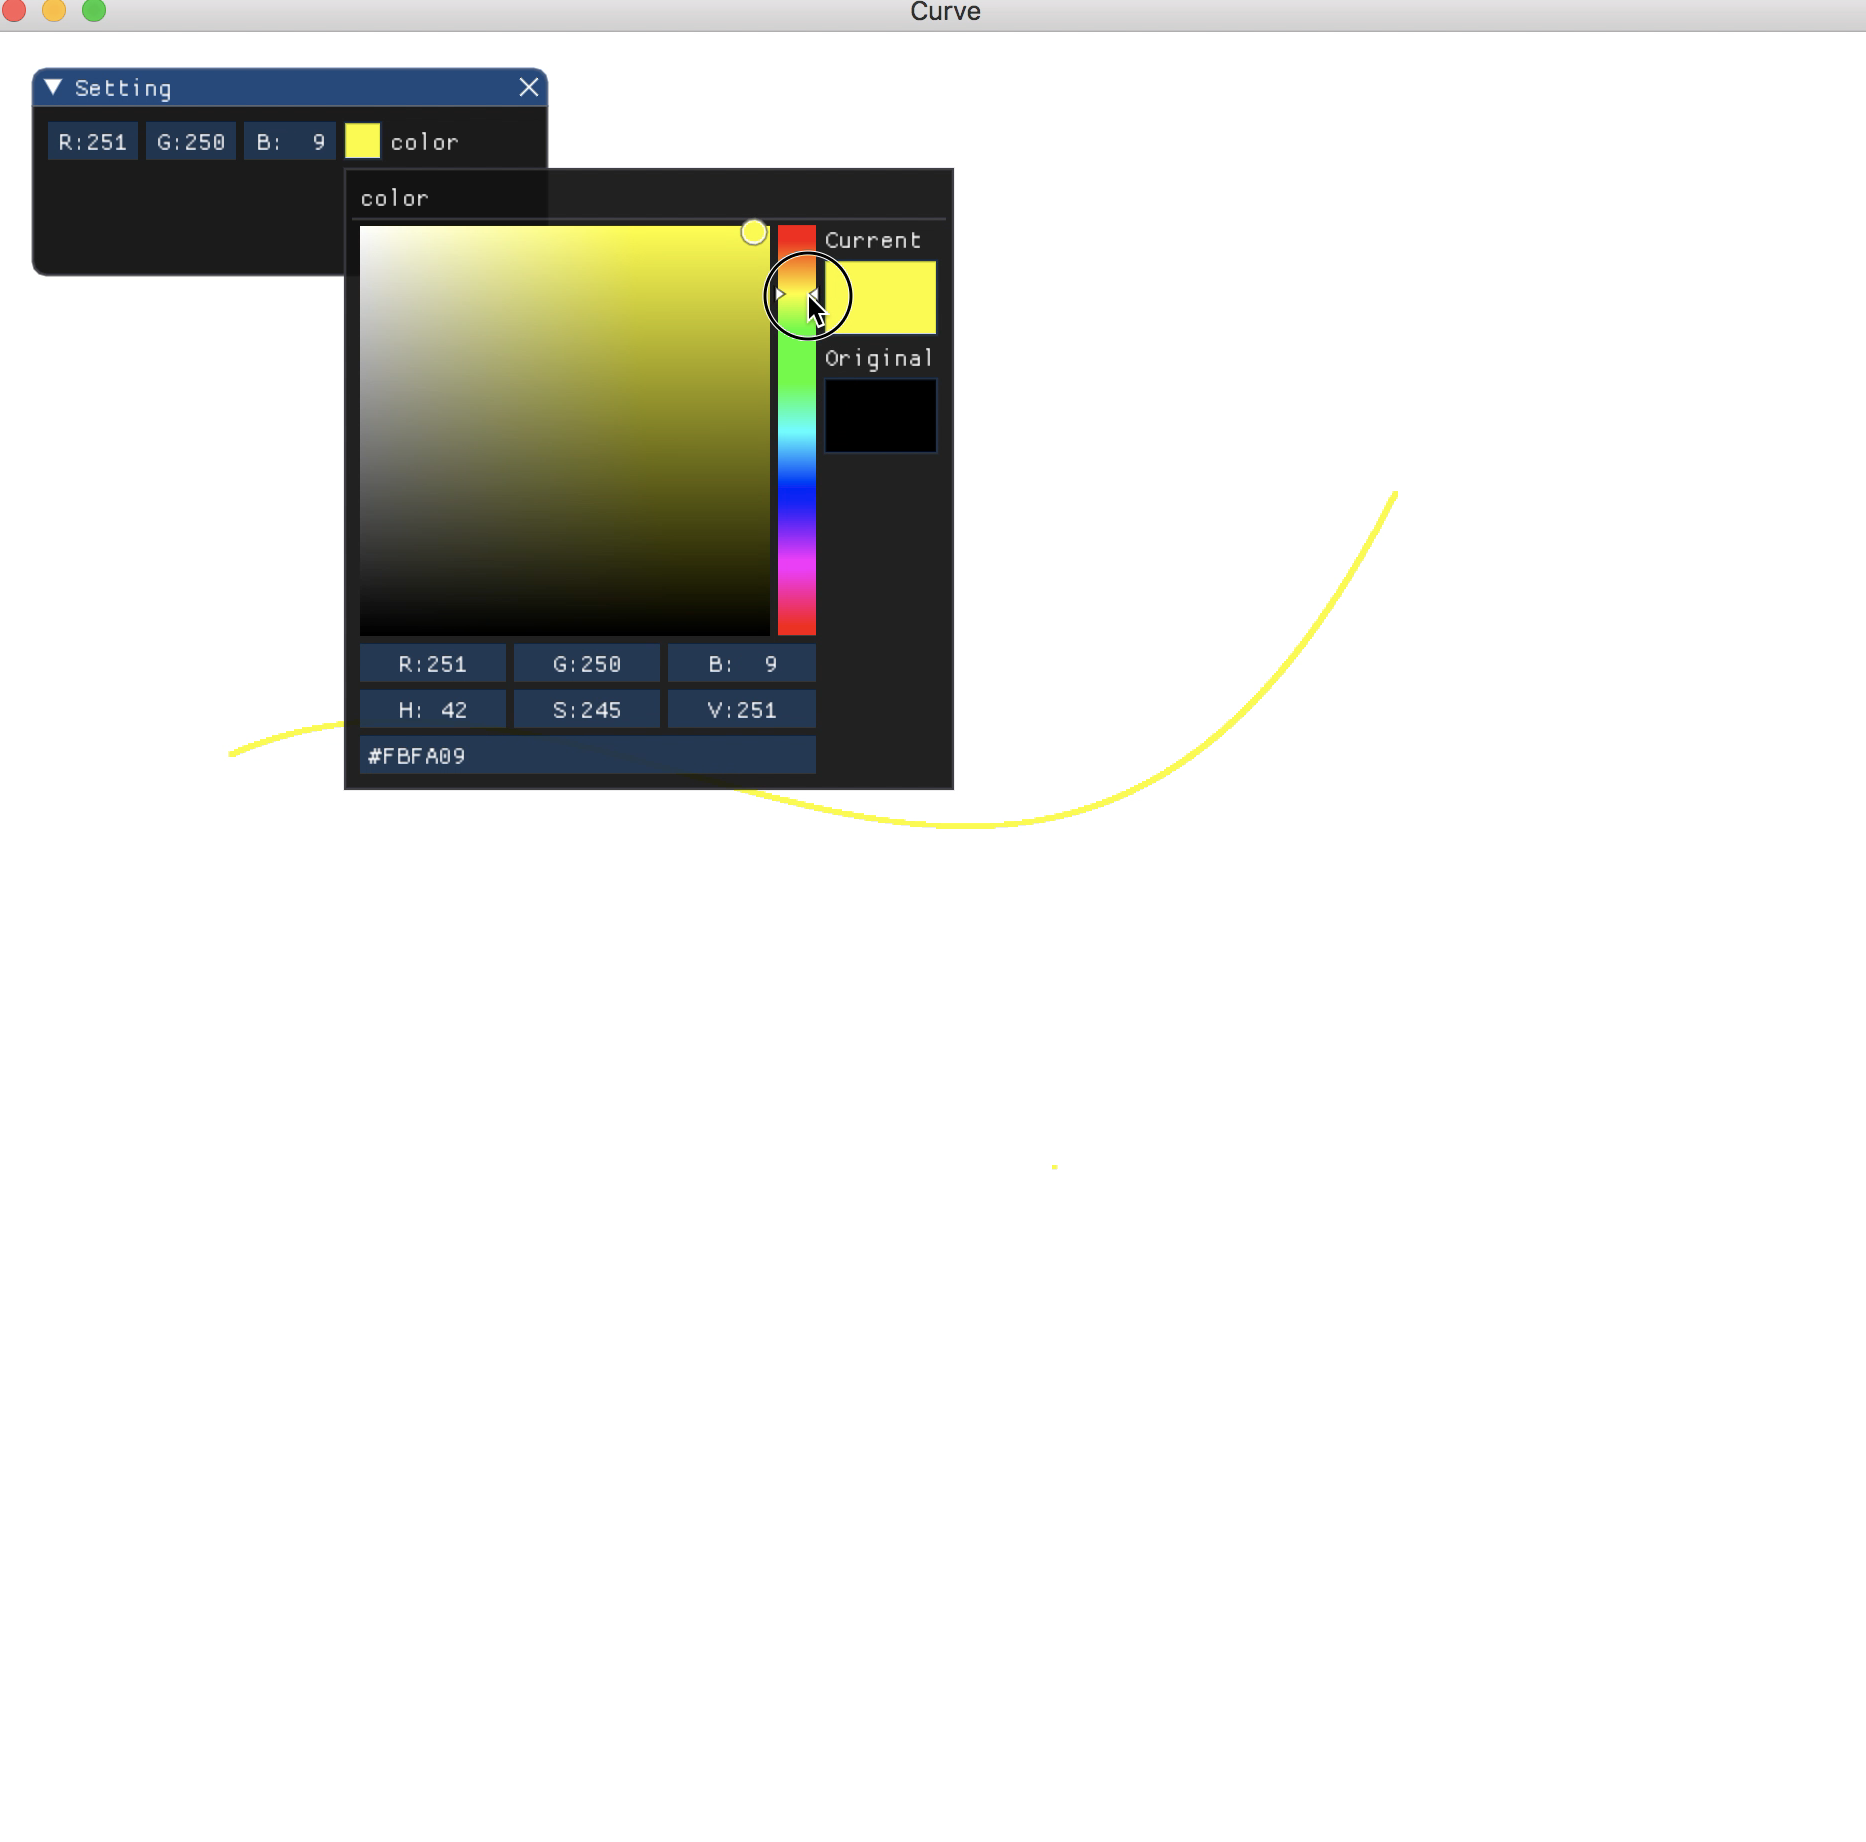 Curve
Setting
R:251 G:250 B: 9 color
color
Current
Original
R:251 G:250 B: 9
H: 42 S:245 V:251
#FBFA09